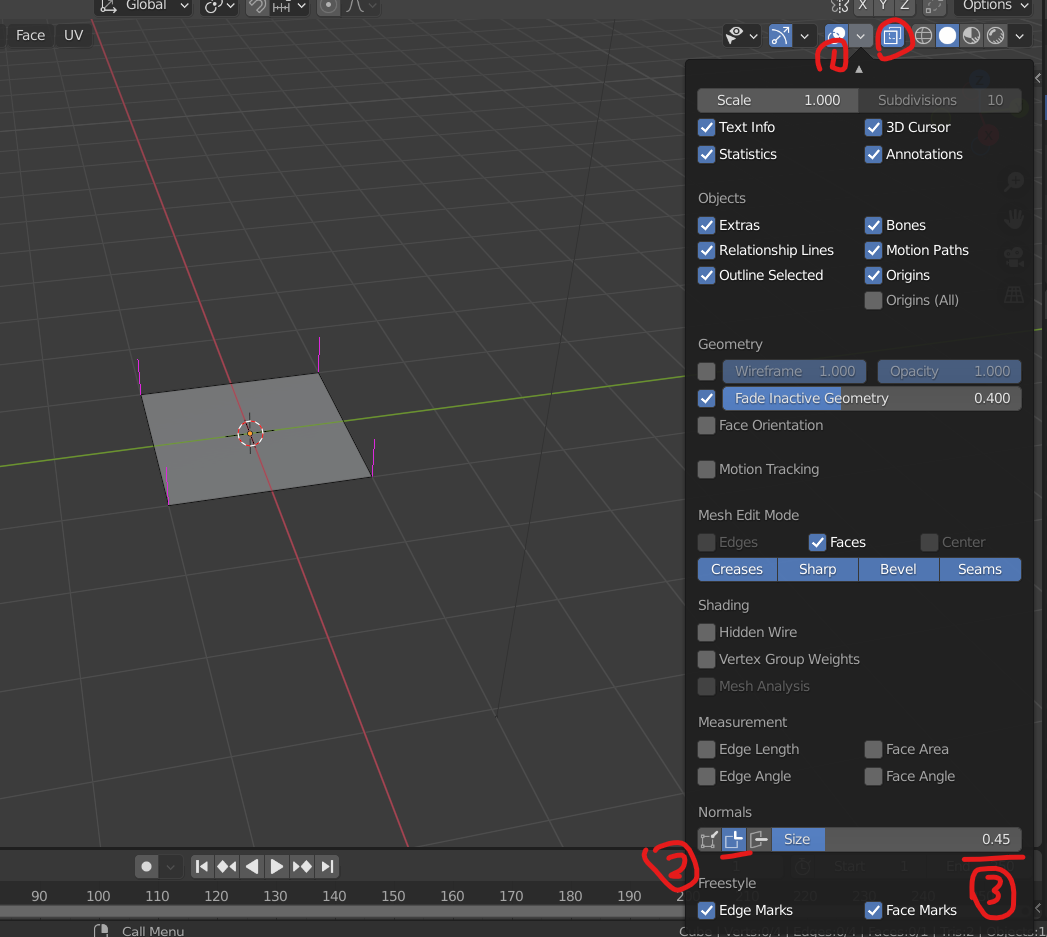 Global X Y Z Options
Face UV
1
Scale 1.000 Subdivisions 10
Text Info 3D Cursor
Statistics Annotations
Objects
Extras Bones
Relationship Lines Motion Paths
Outline Selected Origins
Origins (All)
Geometry
Wireframe 1.000 Opacity 1.000
Fade Inactive Geometry 0.400
Face Orientation
Motion Tracking
Mesh Edit Mode
Edges Faces Center
Creases Sharp Bevel Seams
Shading
Hidden Wire
Vertex Group Weights
Mesh Analysis
Measurement
Edge Length Face Area
Edge Angle Face Angle
Normals
Size 0.45
2 Start
Freestyle 3
90 100 110 120 130 140 150 160 170 180 190
Edge Marks Face Marks
Call Menu